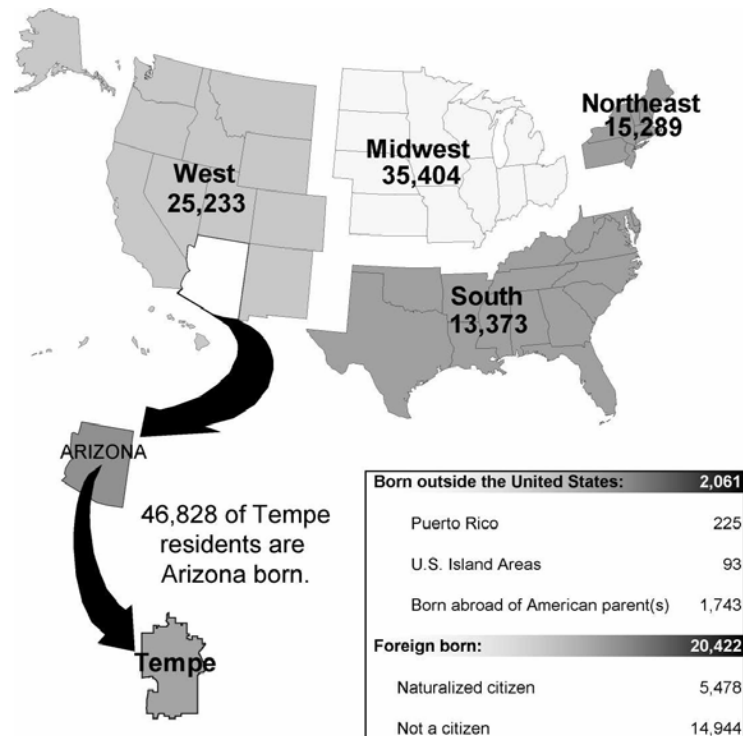 Northeast
15,289
Midwest
35,404
West
25,233
South
13,373
ARIZONA
46,828 of Tempe
residents are
Arizona born.
Tempe
Born outside the United States: 2,061
Puerto Rico 225
U.S. Island Areas 93
Born abroad of American parent(s) 1,743
Foreign born: 20,422
Naturalized citizen 5,478
Not a citizen 14,944